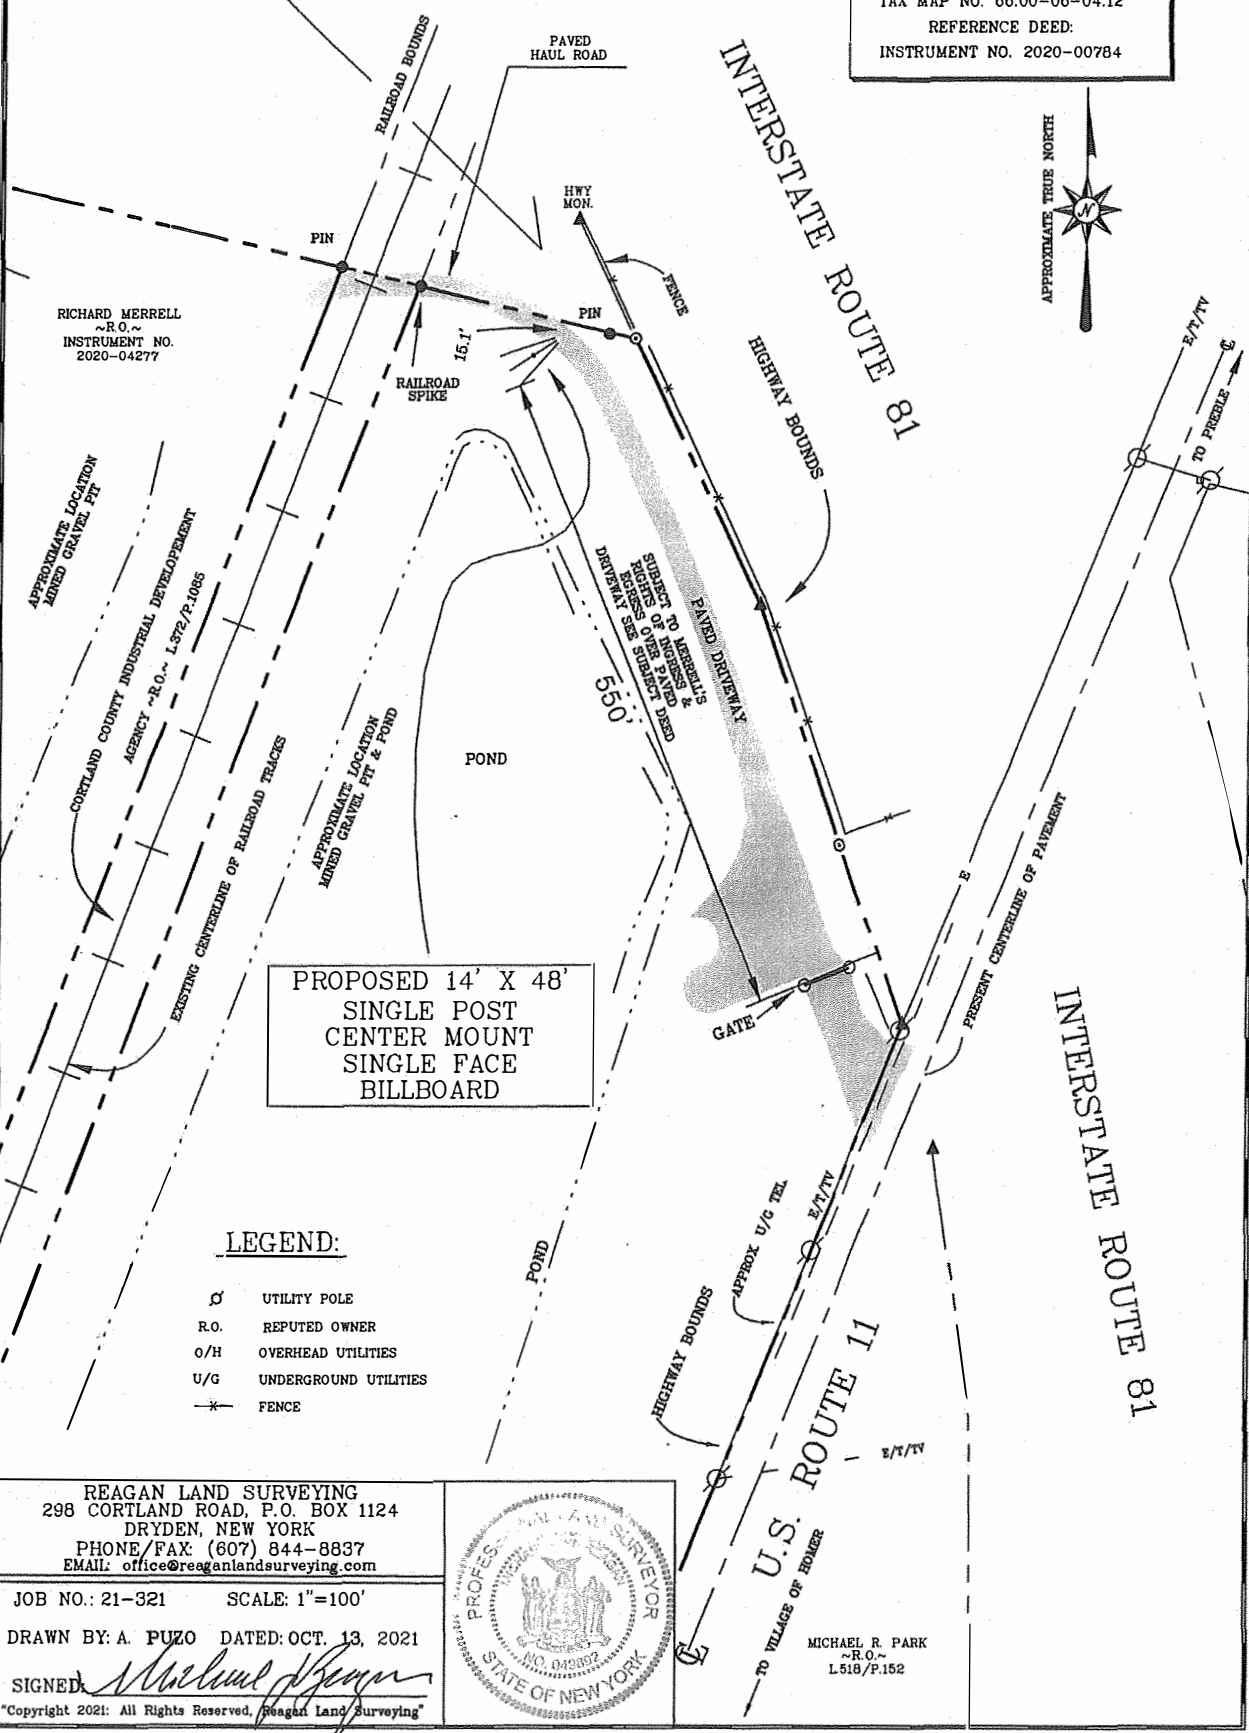 TAX MAP NO. 66.00-06-04.12
REFERENCE DEED:
INSTRUMENT NO. 2020-00784
PAVED
HAUL ROAD
RAILROAD BOUNDS
INTERSTATE ROUTE 81
APPROXIMATE TRUE NORTH
N
HWY
MON.
PIN
FENCE
PIN
RICHARD MERRELL
~R.O.~
INSTRUMENT NO.
2020-04277
15.1'
RAILROAD
SPIKE
HIGHWAY BOUNDS
E/T/TV
TO PREBLE
APPROXIMATE LOCATION
MINED GRAVEL PIT
CORTLAND COUNTY INDUSTRIAL DEVELOPEMENT
AGENCY ~R.O.~ L.372/P.1085
SUBJECT TO MERRELL'S
RIGHTS OF INGRESS &
EGRESS OVER PAVED
DRIVEWAY SEE SUBJECT DEED
PAVED DRIVEWAY
550'
EXISTING CENTERLINE OF RAILROAD TRACKS
APPROXIMATE LOCATION
MINED GRAVEL PIT & POND
POND
E
PRESENT CENTERLINE OF PAVEMENT
PROPOSED 14' X 48'
SINGLE POST
CENTER MOUNT
SINGLE FACE
BILLBOARD
GATE
INTERSTATE ROUTE 81
LEGEND:
UTILITY POLE
R.O. REPUTED OWNER
O/H OVERHEAD UTILITIES
U/G UNDERGROUND UTILITIES
FENCE
POND
HIGHWAY BOUNDS
APPROX U/G TEL
E/T/TV
E/T/TV
U.S. ROUTE 11
TO VILLAGE OF HOMER
MICHAEL R. PARK
~R.O.~
L.518/P.152
REAGAN LAND SURVEYING
298 CORTLAND ROAD, P.O. BOX 1124
DRYDEN, NEW YORK
PHONE/FAX: (607) 844-8837
EMAIL: office@reaganlandsurveying.com
JOB NO.: 21-321 SCALE: 1"=100'
DRAWN BY: A. PUZO DATED: OCT. 13, 2021
SIGNED:
"Copyright 2021: All Rights Reserved, Reagan Land Surveying"
PROFESSIONAL LAND SURVEYOR
STATE OF NEW YORK